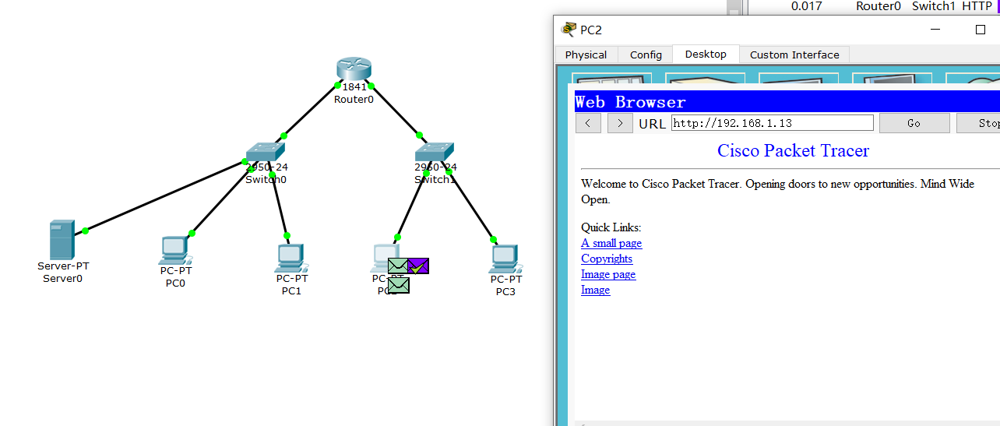 0.017 Router0 Switch1 HTTP
PC2
Physical Config Desktop Custom Interface
Web Browser
< > URL http://192.168.1.13 Go Stop
Cisco Packet Tracer
Welcome to Cisco Packet Tracer. Opening doors to new opportunities. Mind Wide
Open.
Quick Links:
A small page
Copyrights
Image page
Image
1841
Router0
2950-24
Switch0
2950-24
Switch1
Server-PT
Server0
PC-PT
PC0
PC-PT
PC1
PC-PT
PC2
PC-PT
PC3